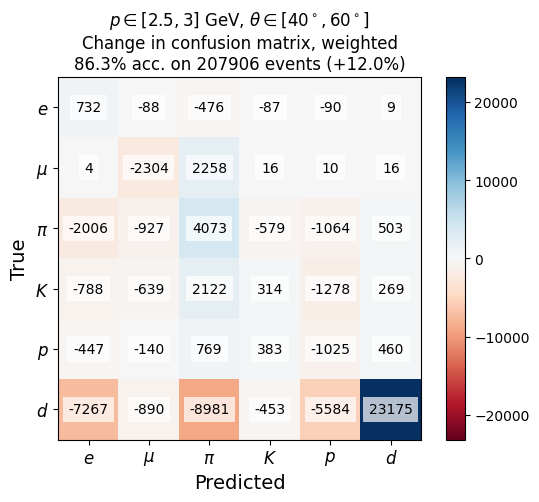 p ∈ [2.5, 3] GeV, θ ∈ [40°, 60°]
Change in confusion matrix, weighted
86.3% acc. on 207906 events (+12.0%)
e 732 -88 -476 -87 -90 9
μ 4 -2304 2258 16 10 16
π -2006 -927 4073 -579 -1064 503
K -788 -639 2122 314 -1278 269
p -447 -140 769 383 -1025 460
d -7267 -890 -8981 -453 -5584 23175
e μ π K p d
Predicted
True
20000
10000
0
−10000
−20000